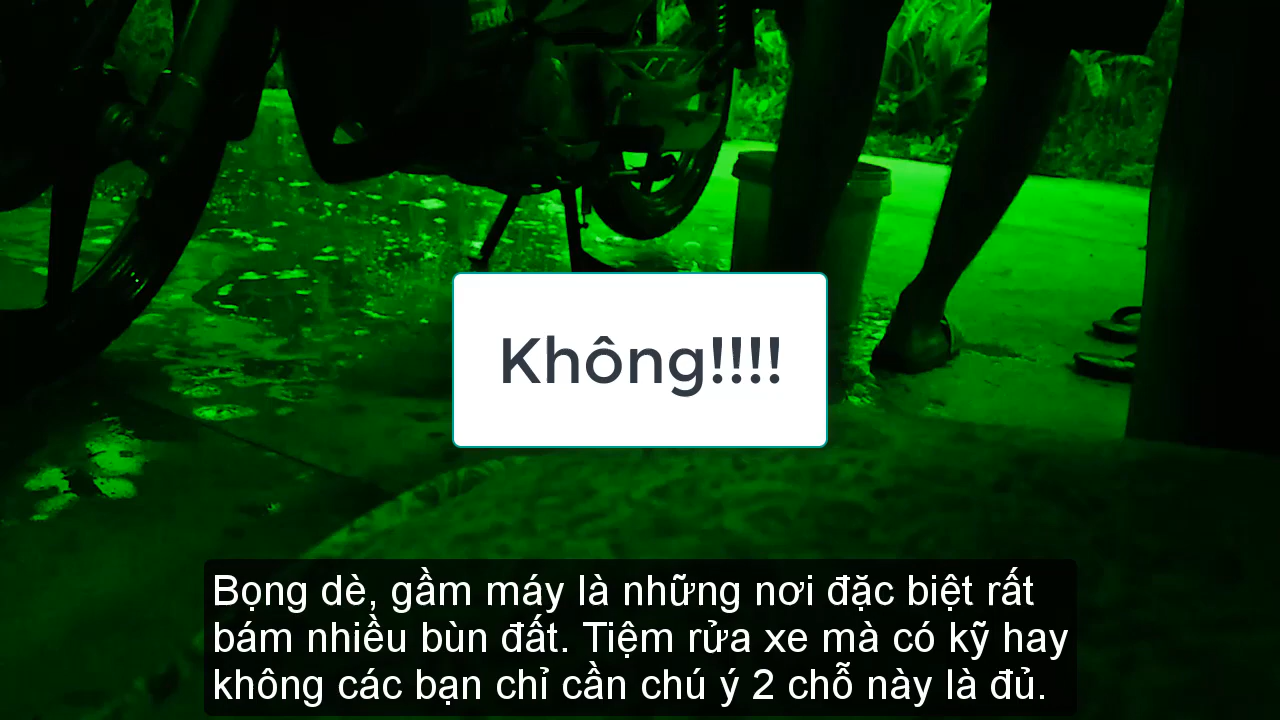 Không!!!!
Bọng dè, gầm máy là những nơi đặc biệt rất
bám nhiều bùn đất. Tiệm rửa xe mà có kỹ hay
không các bạn chỉ cần chú ý 2 chỗ này là đủ.